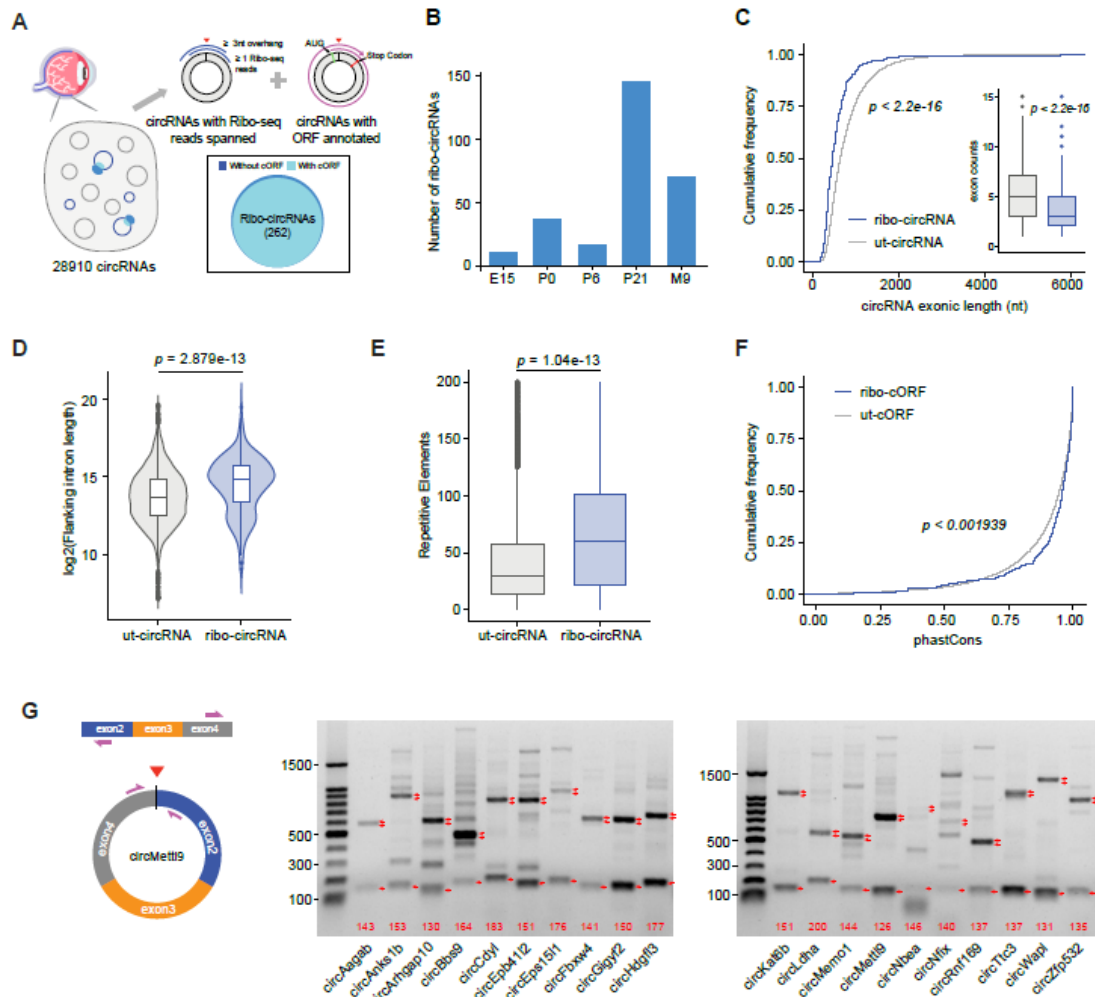 A
≥ 3nt overhang
≥ 1 Ribo-seq
reads
AUG
Stop Codon
circRNAs with Ribo-seq
reads spanned
circRNAs with
ORF annotated
Without cORF
With cORF
Ribo-circRNAs
(262)
28910 circRNAs
B
Number of ribo-circRNAs
150
100
50
0
E15
P0
P6
P21
M9
C
Cumulative frequency
1.00
0.75
0.50
0.25
0.00
p < 2.2e-16
ribo-circRNA
ut-circRNA
exon counts
15
10
5
0
p < 2.2e-16
0
2000
4000
6000
circRNA exonic length (nt)
D
p = 2.879e-13
log2(Flanking intron length)
20
15
10
ut-circRNA
ribo-circRNA
E
p = 1.04e-13
Repetitive Elements
200
150
100
50
0
ut-circRNA
ribo-circRNA
F
Cumulative frequency
1.00
0.75
0.50
0.25
0.00
ribo-cORF
ut-cORF
p < 0.001939
0.00
0.25
0.75
1.00
phastCons
G
exon2
exon3
exon4
exon4
exon2
exon3
circMettl9
1500
500
300
100
143
153
130
164
183
151
176
141
150
177
circAagab
circAnks1b
circArhgap10
circBbs9
circCdyl
circEpb41l2
circEps15l1
circFbxw4
circGigyf2
circHdgfl3
1500
500
300
100
151
200
144
126
146
140
137
137
131
135
circKat6b
circLdha
circMemo1
circMettl9
circNbea
circNfix
circRnf169
circTtc3
circWapl
circZfp532